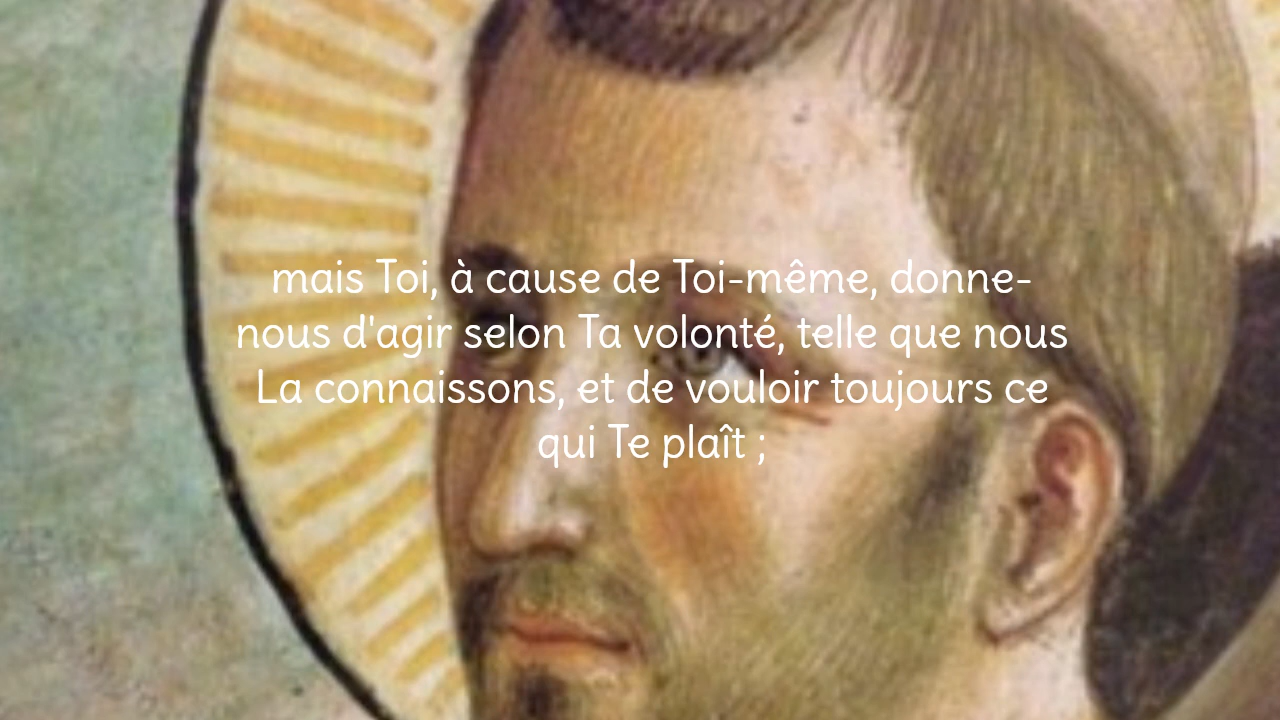 mais Toi, à cause de Toi-même, donne-
nous d'agir selon Ta volonté, telle que nous
La connaissons, et de vouloir toujours ce
qui Te plaît ;